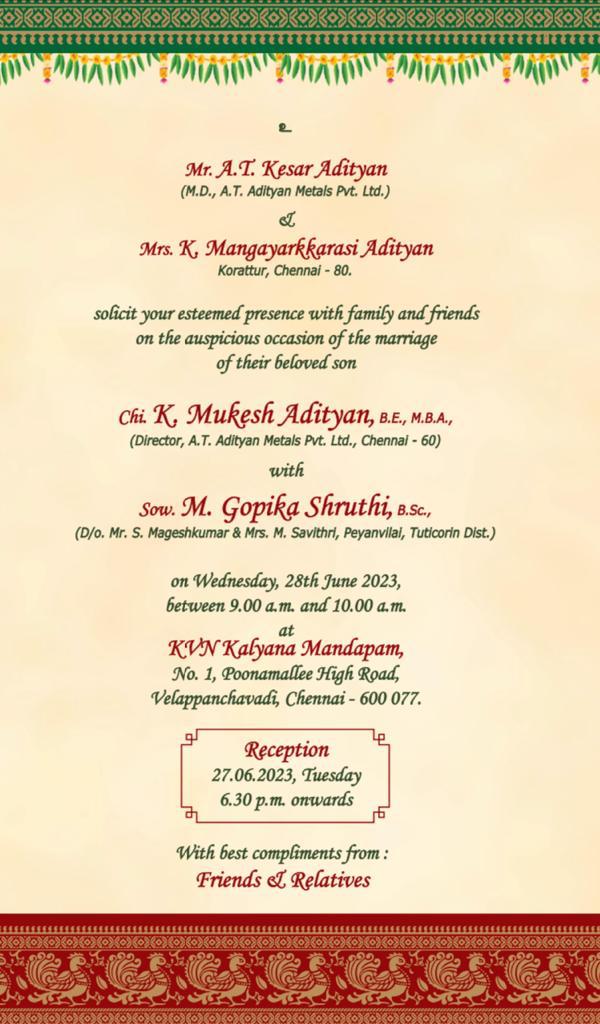 உ
Mr. A.T. Kesar Adityan
(M.D., A.T. Adityan Metals Pvt. Ltd.)
&
Mrs. K. Mangayarkkarasi Adityan
Korattur, Chennai - 80.
solicit your esteemed presence with family and friends
on the auspicious occasion of the marriage
of their beloved son
Chi. K. Mukesh Adityan, B.E., M.B.A.,
(Director, A.T. Adityan Metals Pvt. Ltd., Chennai - 60)
with
Sow. M. Gopika Shruthi, B.Sc.,
(D/o. Mr. S. Mageshkumar & Mrs. M. Savithri, Peyanvilai, Tuticorin Dist.)
on Wednesday, 28th June 2023,
between 9.00 a.m. and 10.00 a.m.
at
KVN Kalyana Mandapam,
No. 1, Poonamallee High Road,
Velappanchavadi, Chennai - 600 077.
Reception
27.06.2023, Tuesday
6.30 p.m. onwards
With best compliments from :
Friends & Relatives